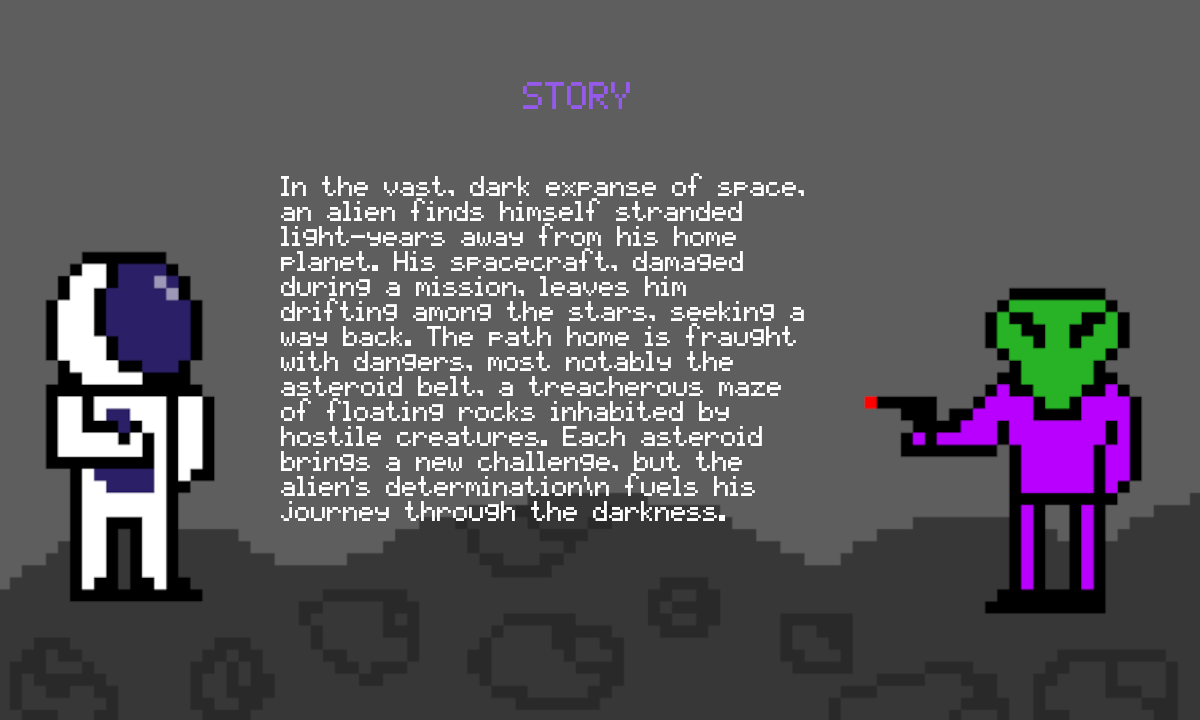 STORY
In the vast, dark expanse of space,
an alien finds himself stranded
light-years away from his home
planet. His spacecraft, damaged
during a mission, leaves him
drifting among the stars, seeking a
way back. The path home is fraught
with dangers, most notably the
asteroid belt, a treacherous maze
of floating rocks inhabited by
hostile creatures. Each asteroid
brings a new challenge, but the
alien's determination\n fuels his
journey through the darkness.